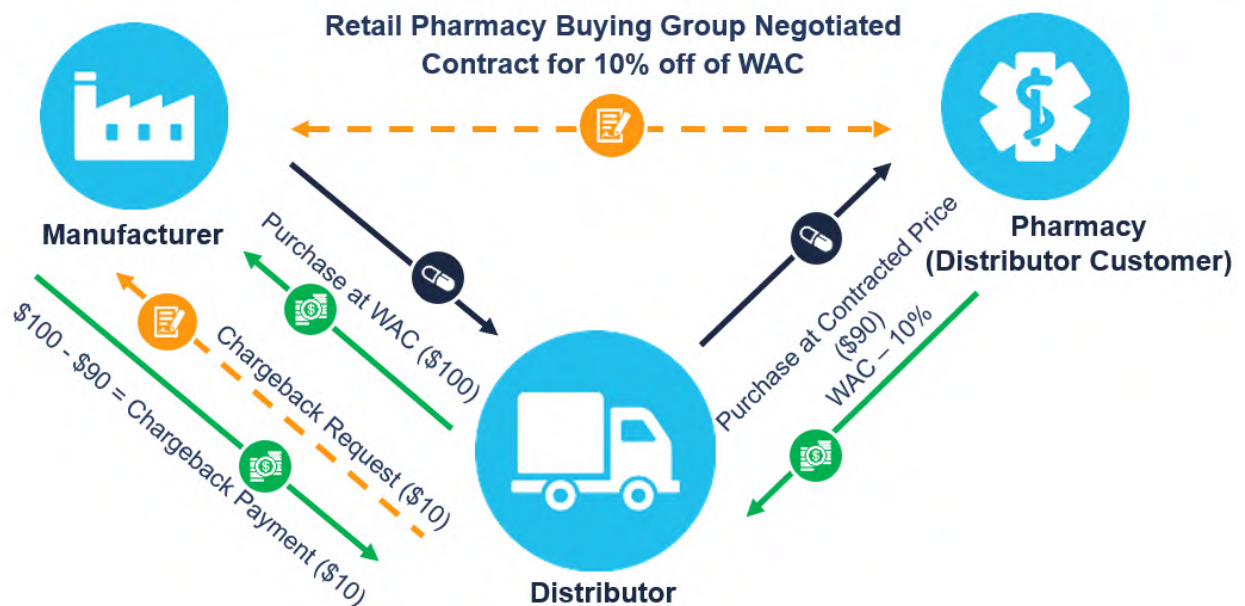 Retail Pharmacy Buying Group Negotiated
Contract for 10% off of WAC
Manufacturer
Pharmacy
(Distributor Customer)
Purchase at WAC ($100)
Chargeback Request ($10)
$100 - $90 = Chargeback Payment ($10)
Purchase at Contracted Price
($90)
WAC – 10%
Distributor